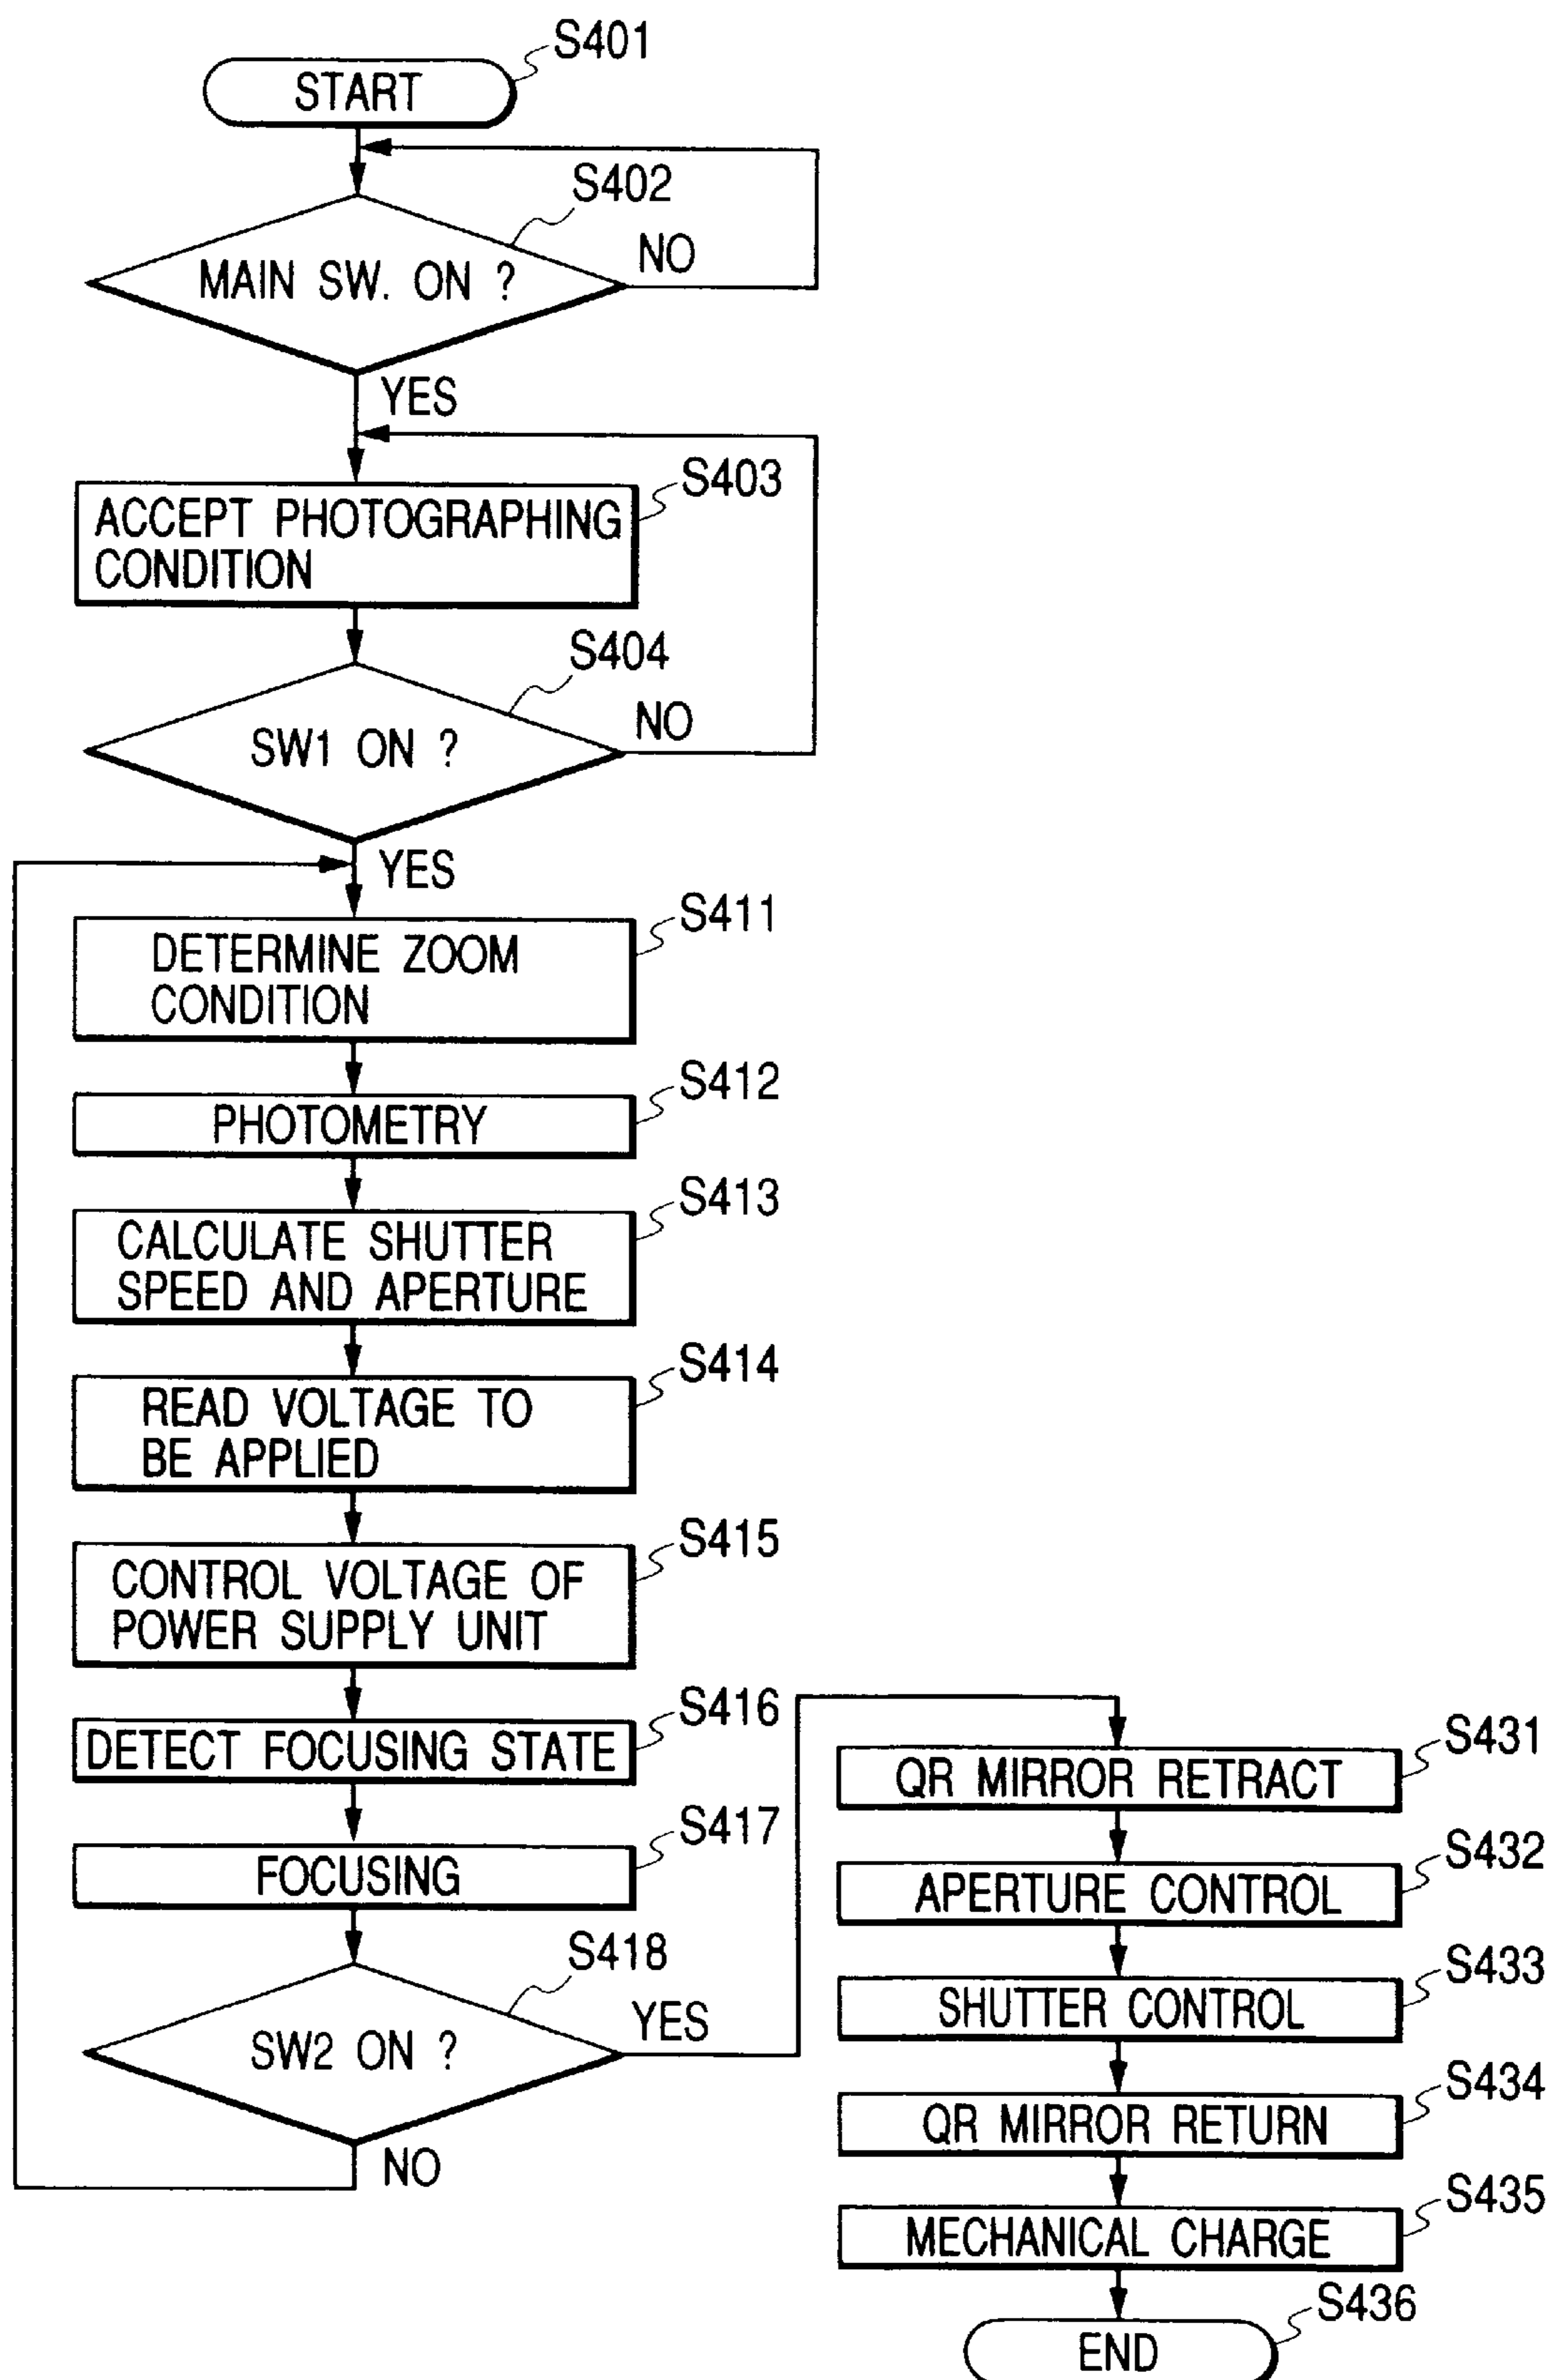 S401
START
S402
MAIN SW. ON ?
NO
YES
S403
ACCEPT PHOTOGRAPHING
CONDITION
S404
SW1 ON ?
NO
YES
S411
DETERMINE ZOOM
CONDITION
S412
PHOTOMETRY
S413
CALCULATE SHUTTER
SPEED AND APERTURE
S414
READ VOLTAGE TO
BE APPLIED
S415
CONTROL VOLTAGE OF
POWER SUPPLY UNIT
S416
DETECT FOCUSING STATE
S417
FOCUSING
S418
SW2 ON ?
YES
NO
S431
QR MIRROR RETRACT
S432
APERTURE CONTROL
S433
SHUTTER CONTROL
S434
QR MIRROR RETURN
S435
MECHANICAL CHARGE
S436
END